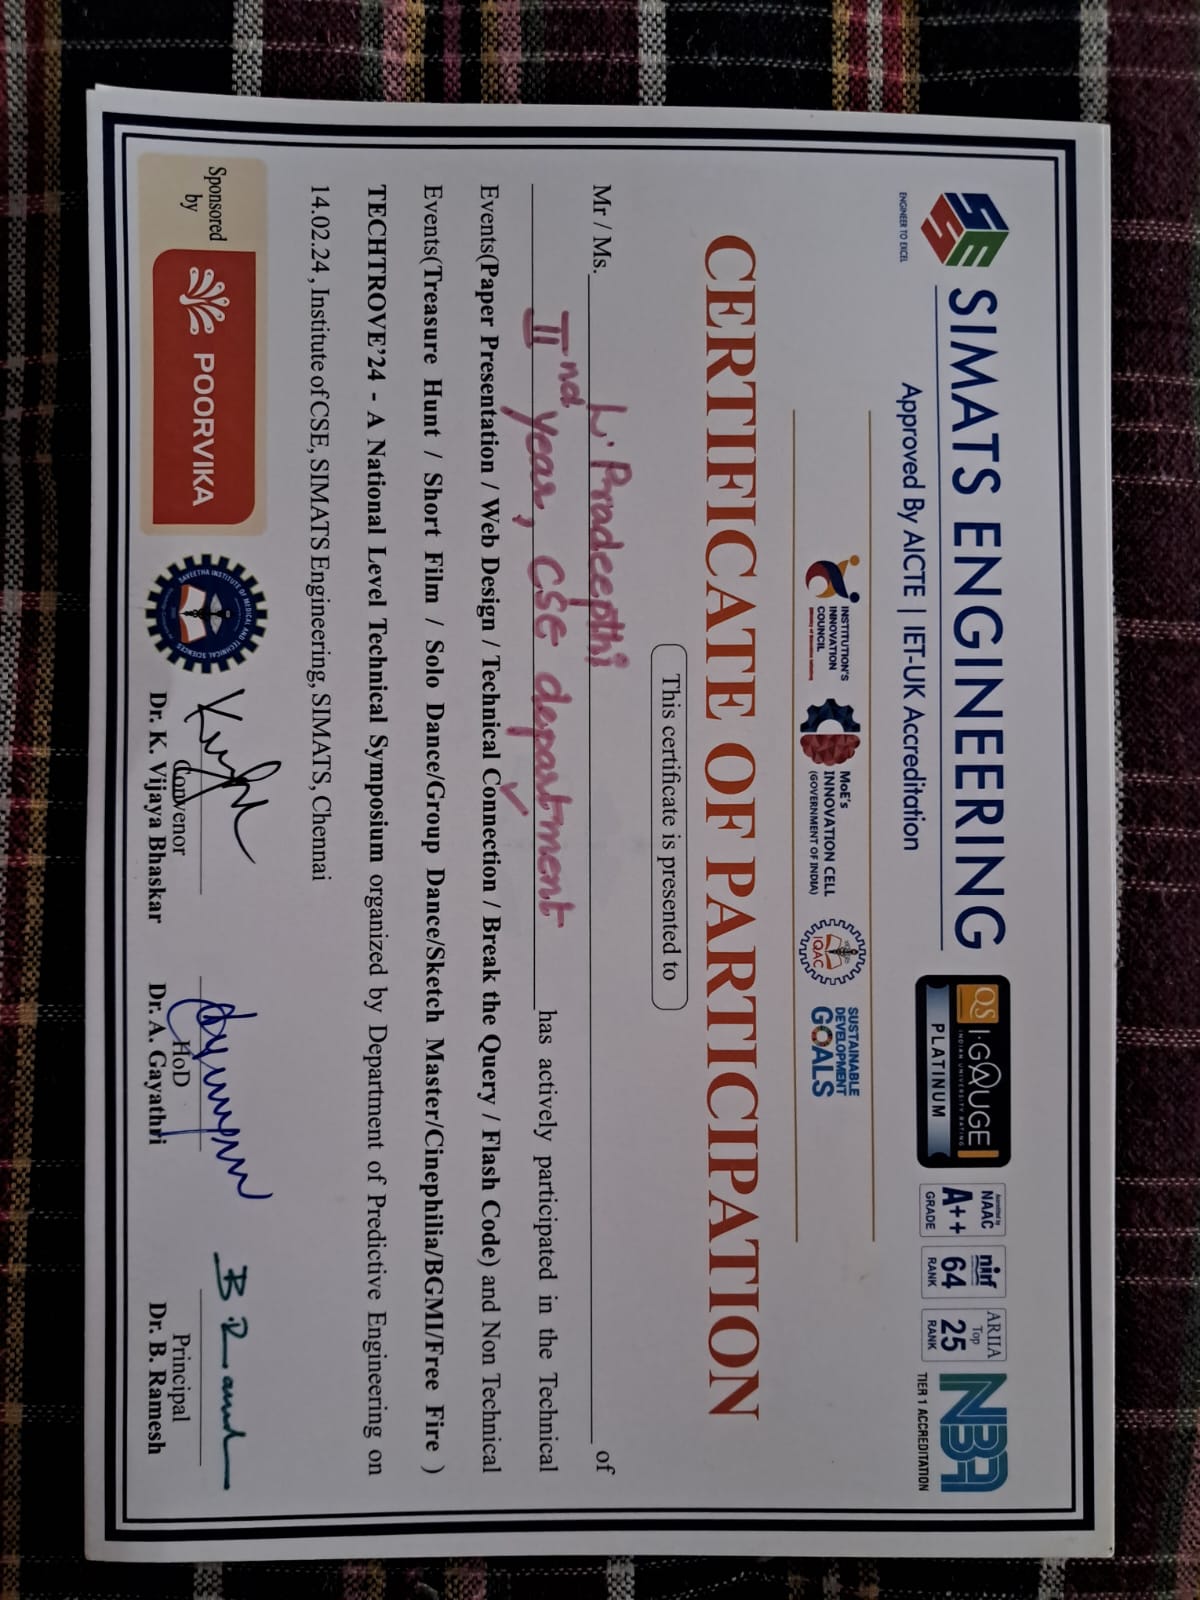 SIMATS ENGINEERING
Approved By AICTE | IET-UK Accreditation
SES
ENGINEER TO EXCEL
QS I·GAUGE
INDIAN UNIVERSITY RATING
PLATINUM
Accredited by
NAAC
A++
GRADE
nirf
64
RANK
ARIIA
Top
25
RANK
NBA
TIER 1 ACCREDITATION
INSTITUTION'S
INNOVATION
COUNCIL
(Ministry of Education Initiative)
MoE's
INNOVATION CELL
(GOVERNMENT OF INDIA)
IQAC
SUSTAINABLE
DEVELOPMENT
GOALS
CERTIFICATE OF PARTICIPATION
This certificate is presented to
Mr / Ms. L. Pradeepthi of
IInd year, CSE department has actively participated in the Technical
Events(Paper Presentation / Web Design / Technical Connection / Break the Query / Flash Code) and Non Technical
Events(Treasure Hunt / Short Film / Solo Dance/Group Dance/Sketch Master/Cinephilia/BGMI/Free Fire )
TECHTROVE'24 - A National Level Technical Symposium organized by Department of Predictive Engineering on
14.02.24 , Institute of CSE, SIMATS Engineering, SIMATS, Chennai
Sponsored
by
POORVIKA
SAVEETHA INSTITUTE OF MEDICAL AND TECHNICAL SCIENCES
Convenor
Dr. K. Vijaya Bhaskar
HoD
Dr. A. Gayathri
B. Ramesh
Principal
Dr. B. Ramesh